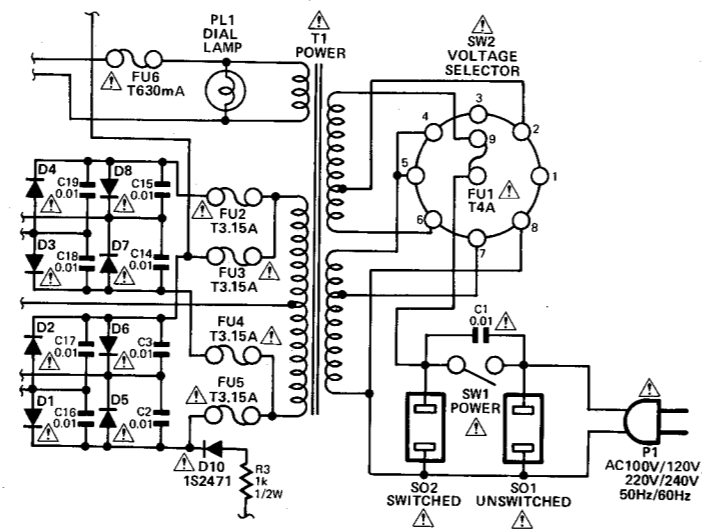 PL1
DIAL
LAMP
T1
POWER
SW2
VOLTAGE
SELECTOR
FU6
T630mA
3
4
2
9
5
1
FU1
T4A
6
8
7
D4
C19
0.01
D8
C15
0.01
FU2
T3.15A
D3
C18
0.01
D7
C14
0.01
FU3
T3.15A
D2
C17
0.01
D6
C3
0.01
FU4
T3.15A
D1
C16
0.01
D5
C2
0.01
FU5
T3.15A
C1
0.01
SW1
POWER
D10
1S2471
R3
1k
1/2W
SO2
SWITCHED
SO1
UNSWITCHED
P1
AC100V/120V/
220V/240V
50Hz/60Hz